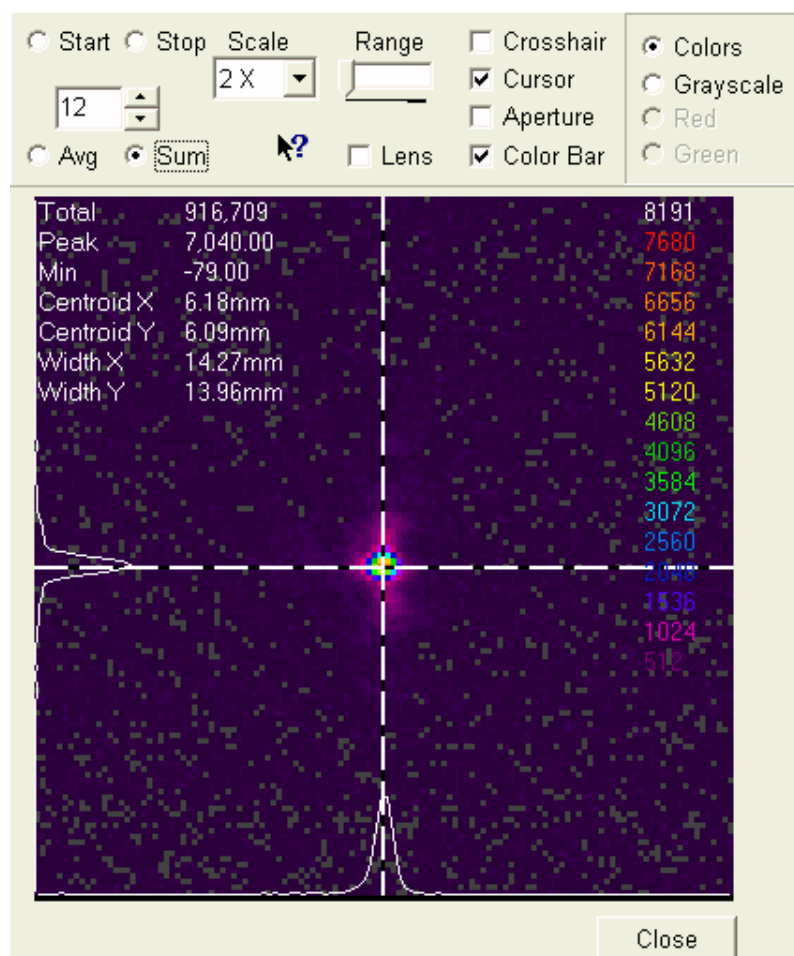 Start Stop Scale Range Crosshair Colors
2 X Cursor Grayscale
12 Aperture Red
Avg Sum ? Lens Color Bar Green
Total 916,709 8191
Peak 7,040.00 7680
Min -79.00 7168
Centroid X 6.18mm 6656
Centroid Y 6.09mm 6144
Width X 14.27mm 5632
Width Y 13.96mm 5120
4608
4096
3584
3072
2560
2048
1536
1024
512
Close